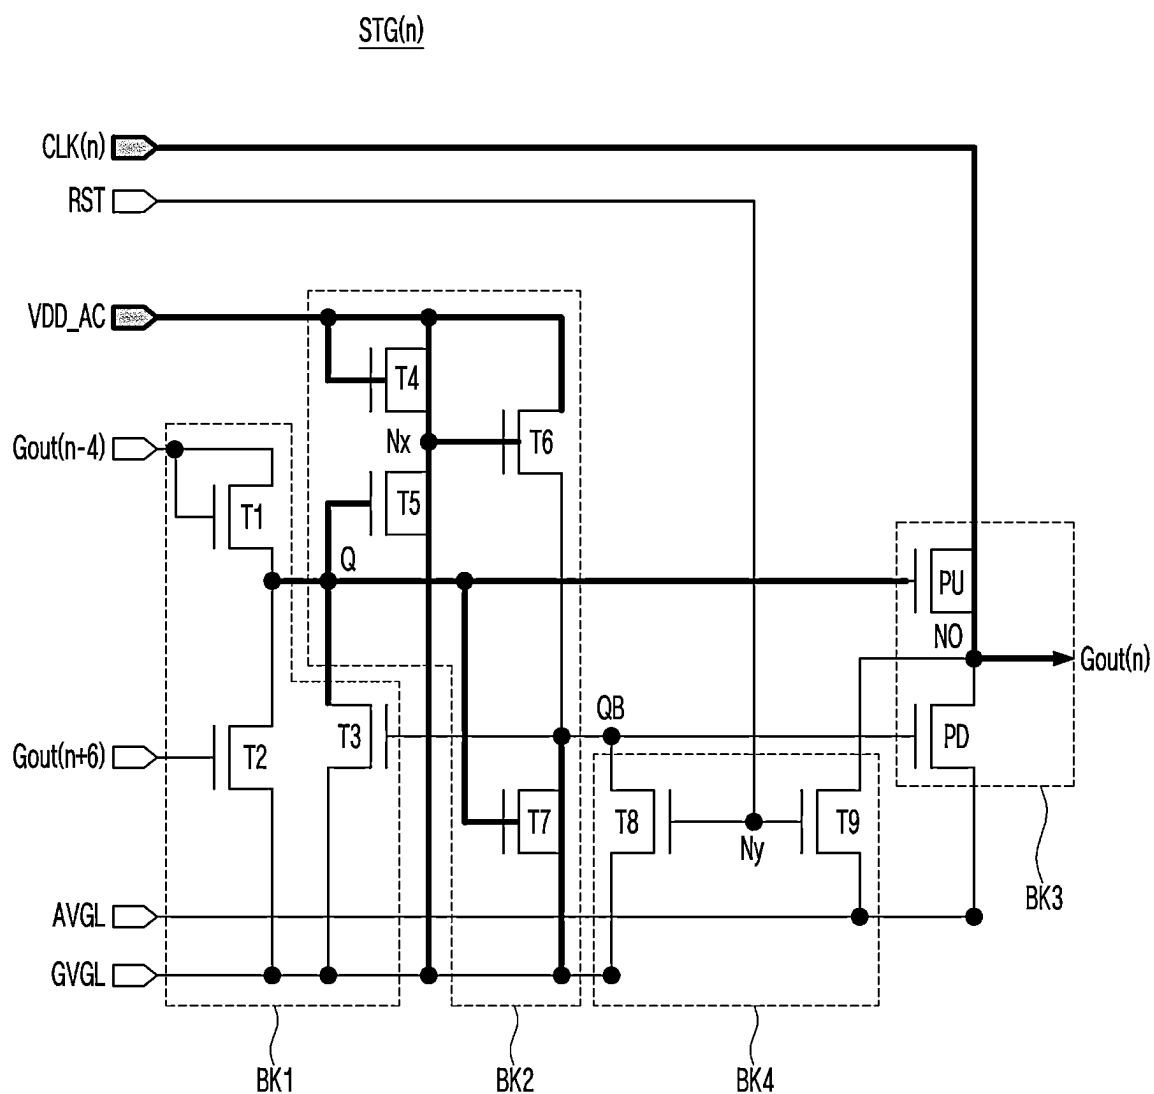 STG(n)
CLK(n)
RST
VDD_AC
T4
Gout(n-4)
Nx
T6
T1
T5
Q
PU
NO
Gout(n)
QB
T3
PD
Gout(n+6)
T2
T7
T8
T9
Ny
BK3
AVGL
GVGL
BK1
BK2
BK4